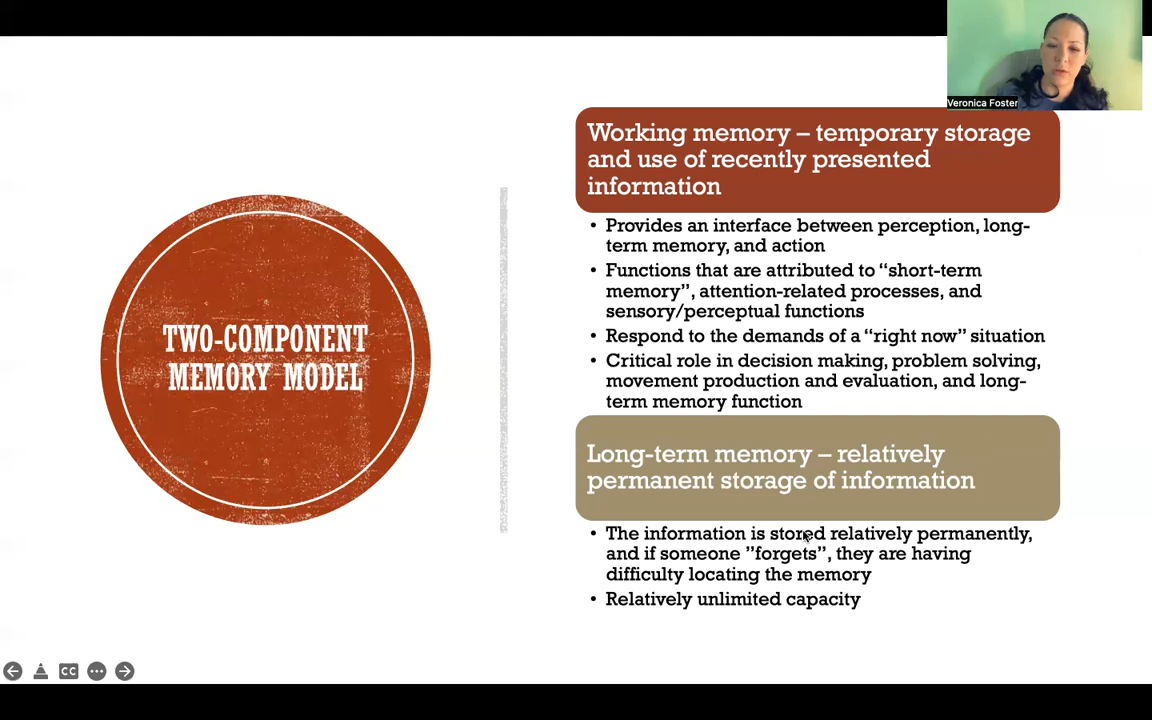 Veronica Foster
TWO-COMPONENT
MEMORY MODEL
Working memory – temporary storage
and use of recently presented
information
• Provides an interface between perception, long-
term memory, and action
• Functions that are attributed to “short-term
memory”, attention-related processes, and
sensory/perceptual functions
• Respond to the demands of a “right now” situation
• Critical role in decision making, problem solving,
movement production and evaluation, and long-
term memory function
Long-term memory – relatively
permanent storage of information
• The information is stored relatively permanently,
and if someone ”forgets”, they are having
difficulty locating the memory
• Relatively unlimited capacity
CC